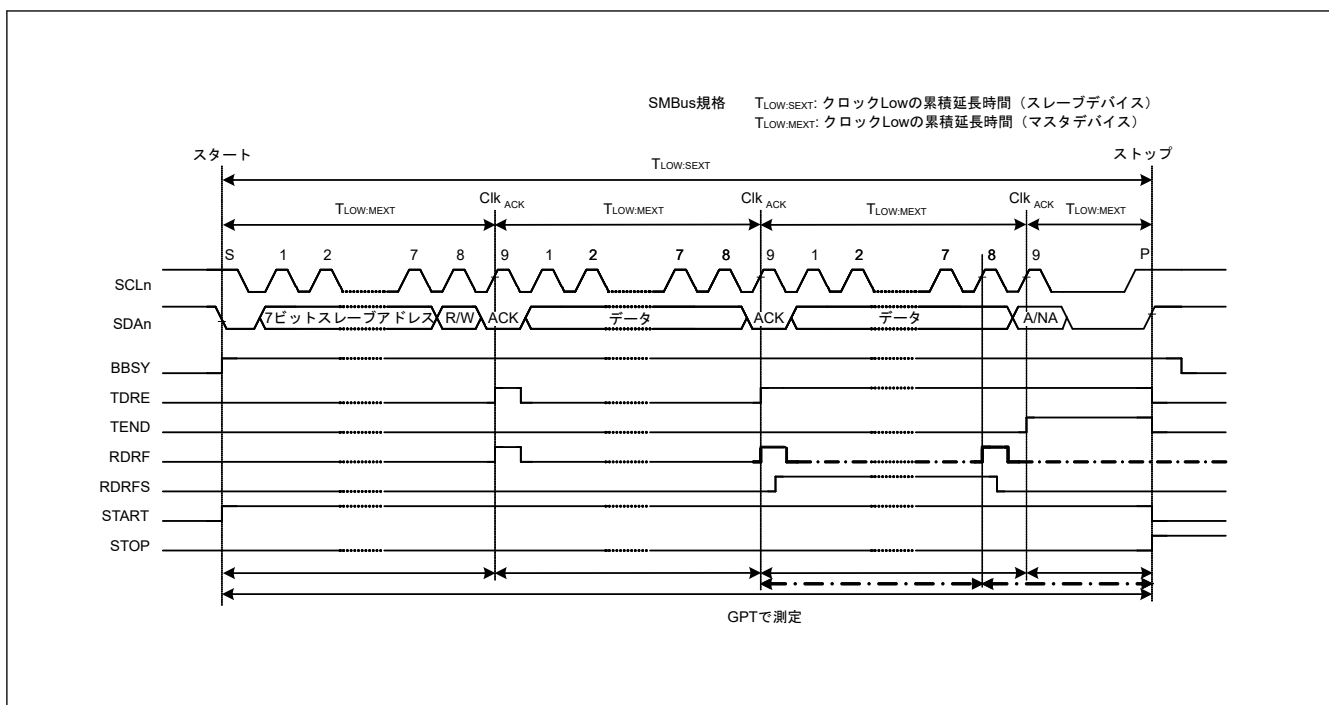 SMBus規格 TLOW:SEXT: クロックLowの累積延長時間（スレーブデバイス）
TLOW:MEXT: クロックLowの累積延長時間（マスタデバイス）
スタート ストップ
TLOW:SEXT
Clk ACK Clk ACK Clk ACK
TLOW:MEXT TLOW:MEXT TLOW:MEXT TLOW:MEXT
S 1 2 7 8 9 1 2 7 8 9 1 2 7 8 9 P
SCLn
SDAn 7ビットスレーブアドレス R/W ACK データ ACK データ A/NA
BBSY
TDRE
TEND
RDRF
RDRFS
START
STOP
GPTで測定